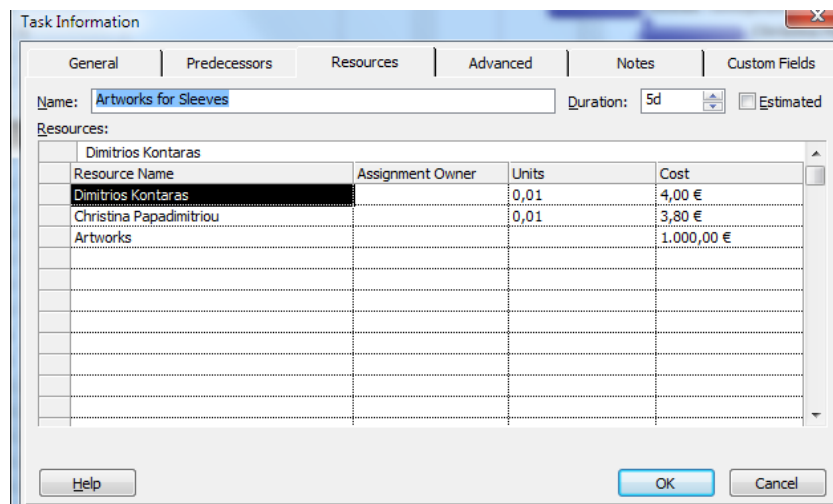 Task Information
General Predecessors Resources Advanced Notes Custom Fields
Name: Artworks for Sleeves Duration: 5d Estimated
Resources:
Dimitrios Kontaras
Resource Name Assignment Owner Units Cost
Dimitrios Kontaras 0,01 4,00 €
Christina Papadimitriou 0,01 3,80 €
Artworks 1.000,00 €
Help OK Cancel